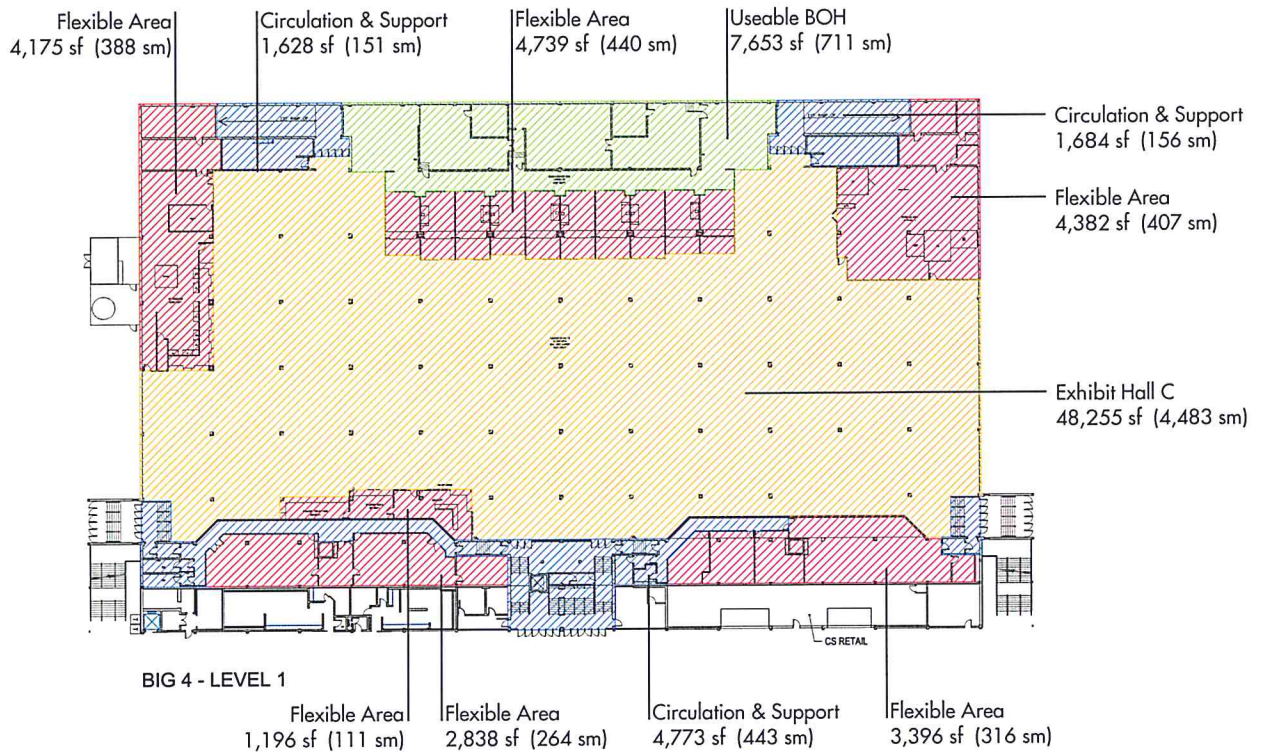 Flexible Area
4,175 sf (388 sm)
Circulation & Support
1,628 sf (151 sm)
Flexible Area
4,739 sf (440 sm)
Useable BOH
7,653 sf (711 sm)
Circulation & Support
1,684 sf (156 sm)
Flexible Area
4,382 sf (407 sm)
Exhibit Hall C
48,255 sf (4,483 sm)
CS RETAIL
BIG 4 - LEVEL 1
Flexible Area
1,196 sf (111 sm)
Flexible Area
2,838 sf (264 sm)
Circulation & Support
4,773 sf (443 sm)
Flexible Area
3,396 sf (316 sm)